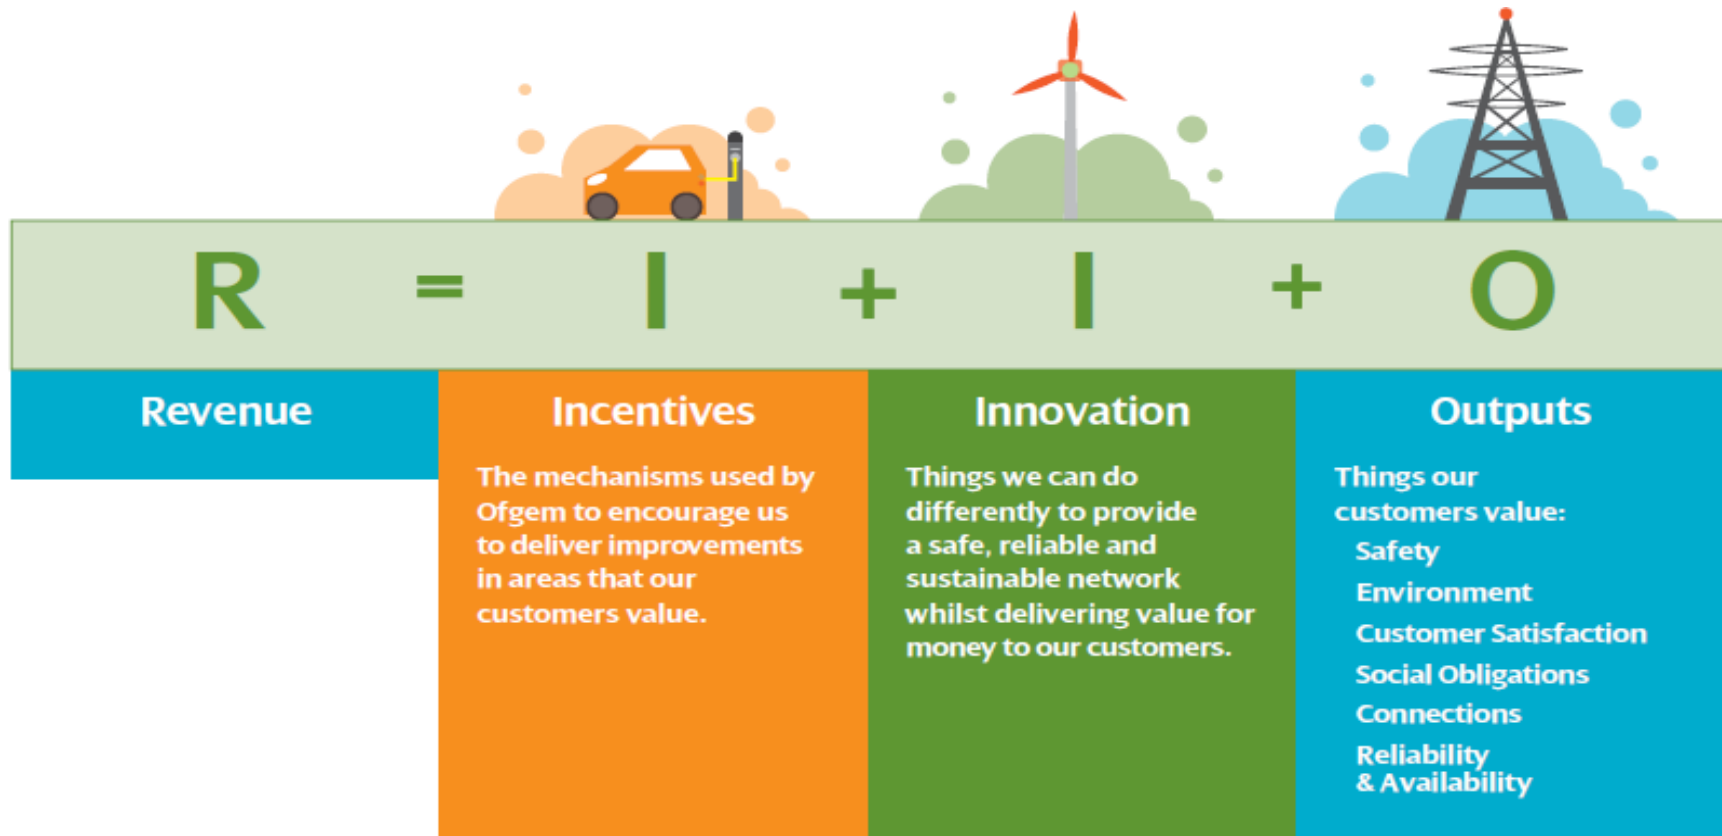 R = I + I + O
Revenue
Incentives
The mechanisms used by
Ofgem to encourage us
to deliver improvements
in areas that our
customers value.
Innovation
Things we can do
differently to provide
a safe, reliable and
sustainable network
whilst delivering value for
money to our customers.
Outputs
Things our
customers value:
Safety
Environment
Customer Satisfaction
Social Obligations
Connections
Reliability
& Availability